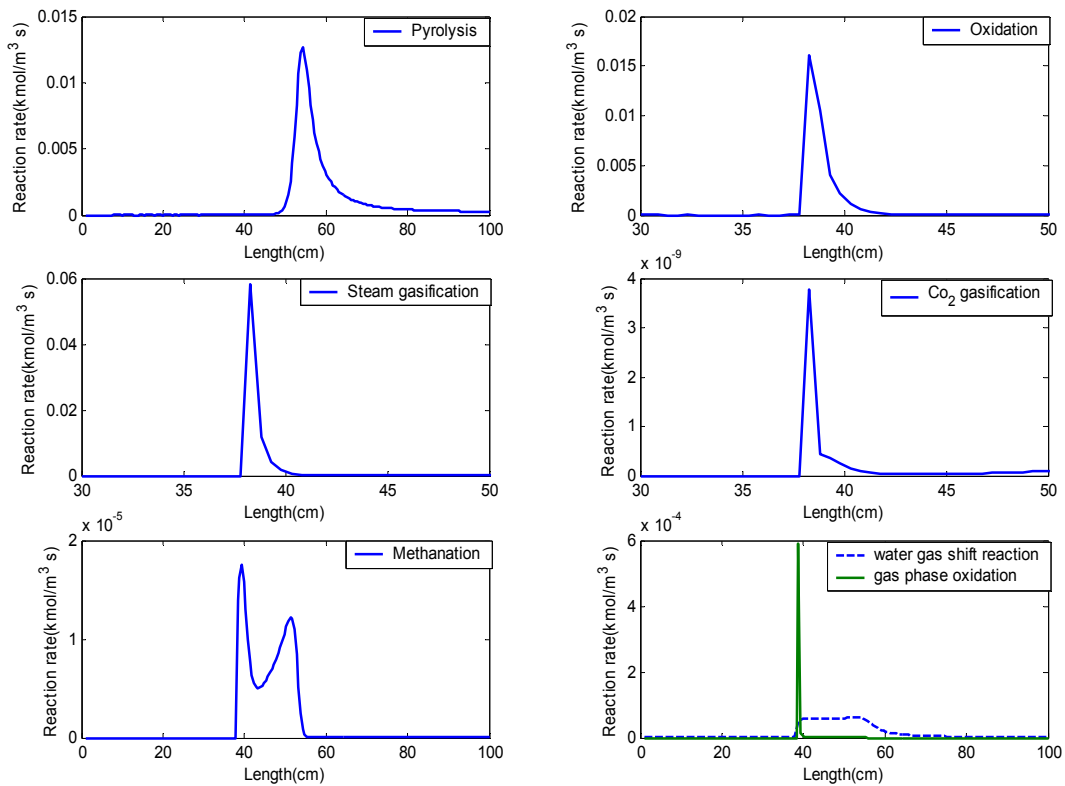 0.015
0.01
0.005
0
0 20 40 60 80 100
Length(cm)
Reaction rate(kmol/m³ s)
Pyrolysis
0.02
0.015
0.01
0.005
0
30 35 40 45 50
Length(cm)
Reaction rate(kmol/m³ s)
Oxidation
0.06
0.04
0.02
0
30 35 40 45 50
Length(cm)
Reaction rate(kmol/m³ s)
Steam gasification
x 10⁻⁹
4
3
2
1
0
30 35 40 45 50
Length(cm)
Reaction rate(kmol/m³ s)
Co₂ gasification
x 10⁻⁵
2
1
0
0 20 40 60 80 100
Length(cm)
Reaction rate(kmol/m³ s)
Methanation
x 10⁻⁴
6
4
2
0
0 20 40 60 80 100
Length(cm)
Reaction rate(kmol/m³ s)
water gas shift reaction
gas phase oxidation